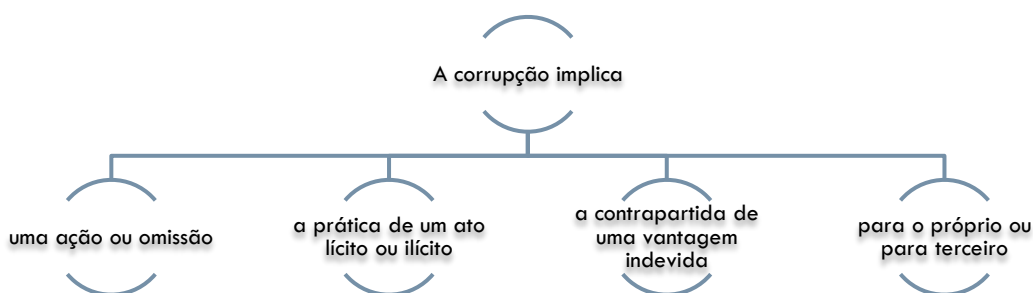 A corrupção implica
uma ação ou omissão
a prática de um ato
lícito ou ilícito
a contrapartida de
uma vantagem
indevida
para o próprio ou
para terceiro